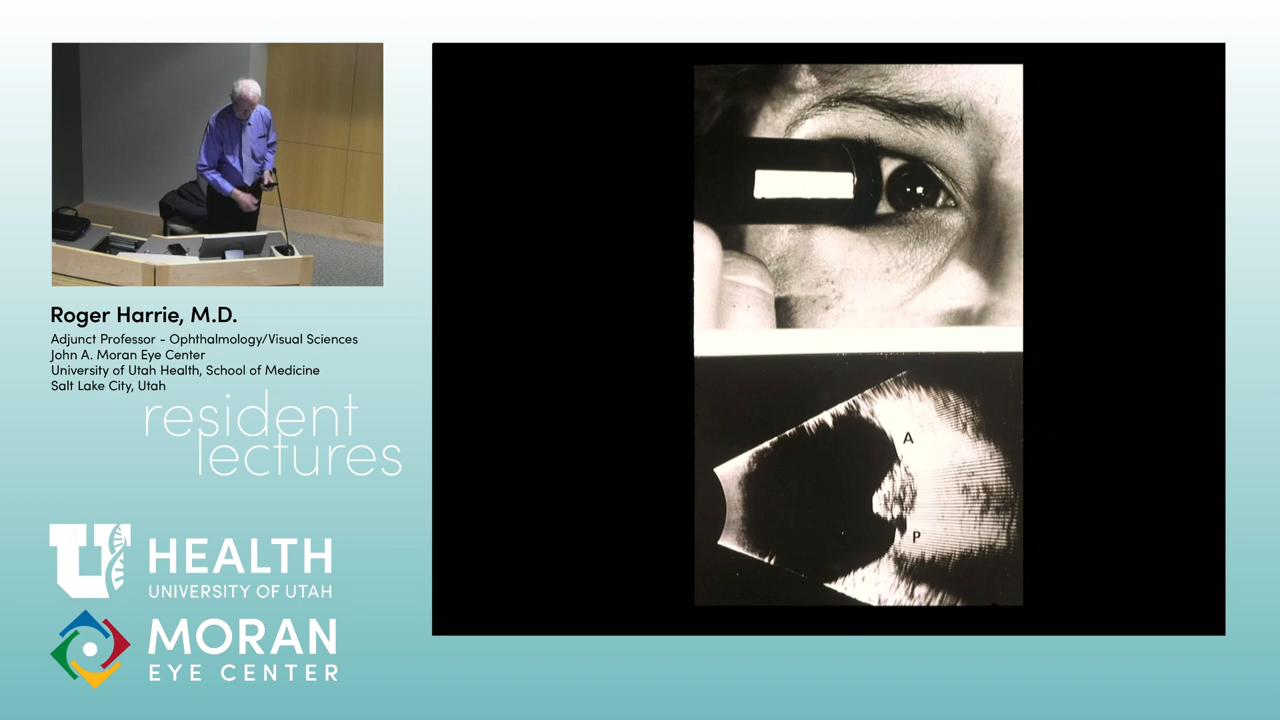 Roger Harrie, M.D.
Adjunct Professor - Ophthalmology/Visual Sciences
John A. Moran Eye Center
University of Utah Health, School of Medicine
Salt Lake City, Utah
resident
lectures
U HEALTH
UNIVERSITY OF UTAH
MORAN
EYE CENTER
A
P